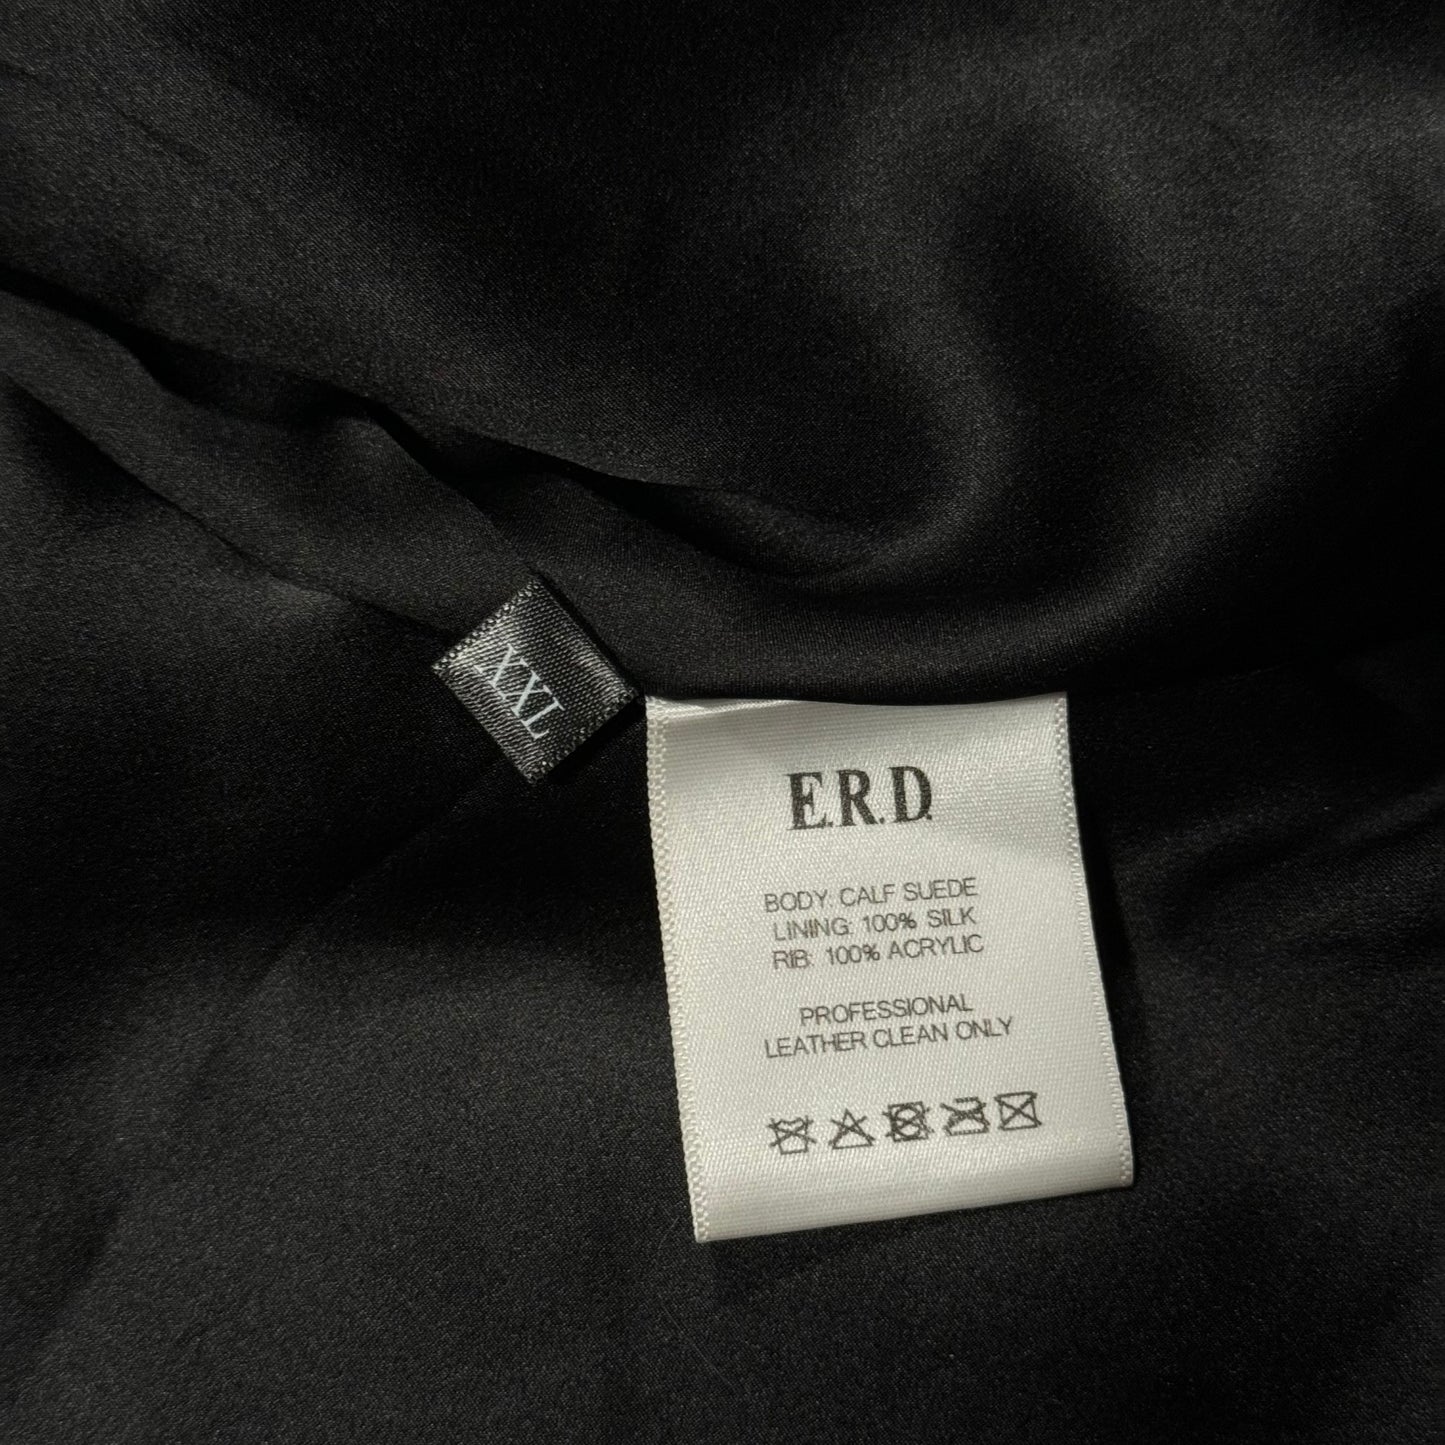 XXL
E.R.D.
BODY: CALF SUEDE
LINING: 100% SILK
RIB: 100% ACRYLIC
PROFESSIONAL
LEATHER CLEAN ONLY